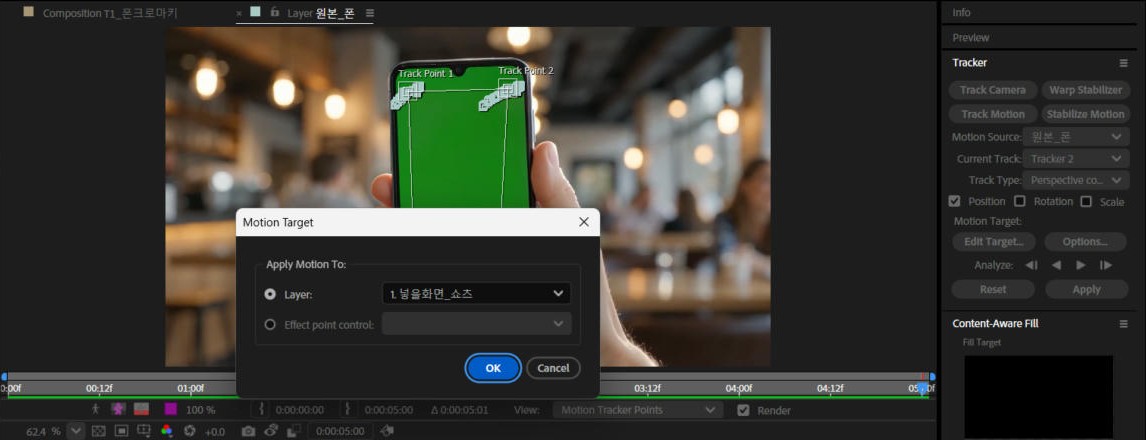 Composition T1_폰크로마키
× Layer 원본_폰
Info
Preview
Track Point 1
Track Point 2
Tracker
Track Camera Warp Stabilizer
Track Motion Stabilize Motion
Motion Source: 원본_폰
Current Track: Tracker 2
Track Type: Perspective co...
Position Rotation Scale
Motion Target:
Edit Target... Options...
Analyze:
Reset Apply
Content-Aware Fill
Fill Target
Motion Target
Apply Motion To:
Layer: 1. 넣을화면_쇼츠
Effect point control:
OK Cancel
0:00f 00:12f 01:00f 03:12f 04:00f 04:12f
100 % 0:00:00:00 0:00:05:00 Δ 0:00:05:01 View: Motion Tracker Points Render
62.4 % +0.0 0:00:05:00